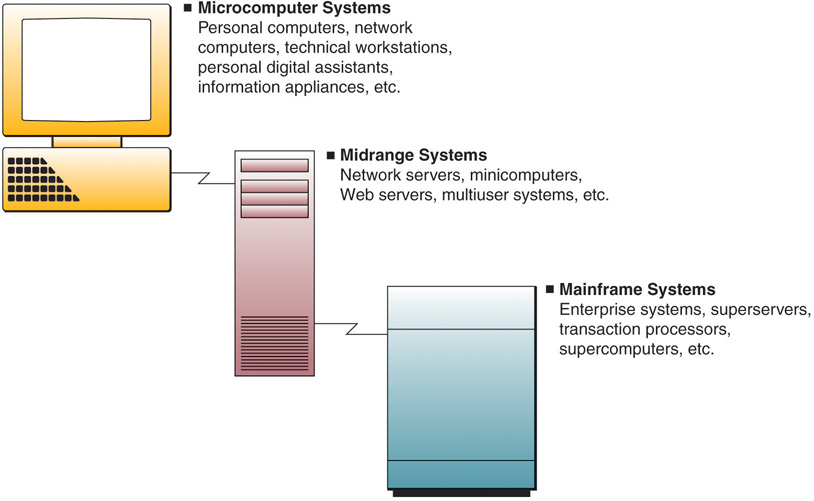 ■ Microcomputer Systems
Personal computers, network
computers, technical workstations,
personal digital assistants,
information appliances, etc.
■ Midrange Systems
Network servers, minicomputers,
Web servers, multiuser systems, etc.
■ Mainframe Systems
Enterprise systems, superservers,
transaction processors,
supercomputers, etc.